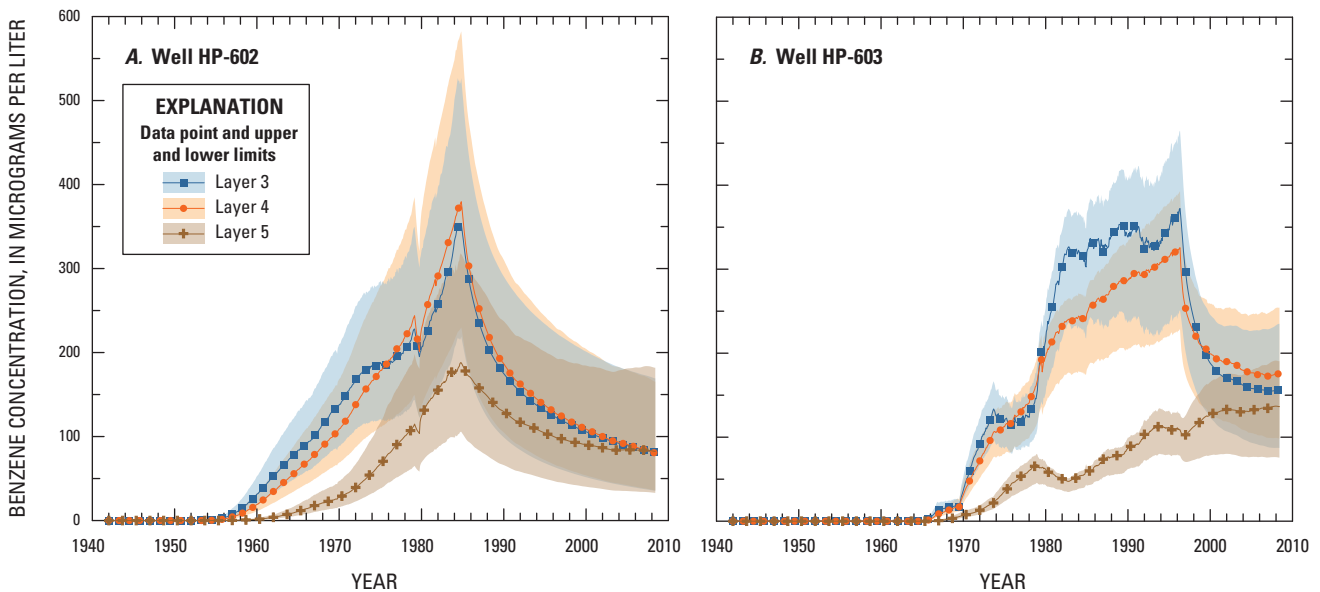 BENZENE CONCENTRATION, IN MICROGRAMS PER LITER
600
500
400
300
200
100
0
A. Well HP-602
EXPLANATION
Data point and upper
and lower limits
Layer 3
Layer 4
Layer 5
1940 1950 1960 1970 1980 1990 2000 2010
YEAR
B. Well HP-603
1940 1950 1960 1970 1980 1990 2000 2010
YEAR